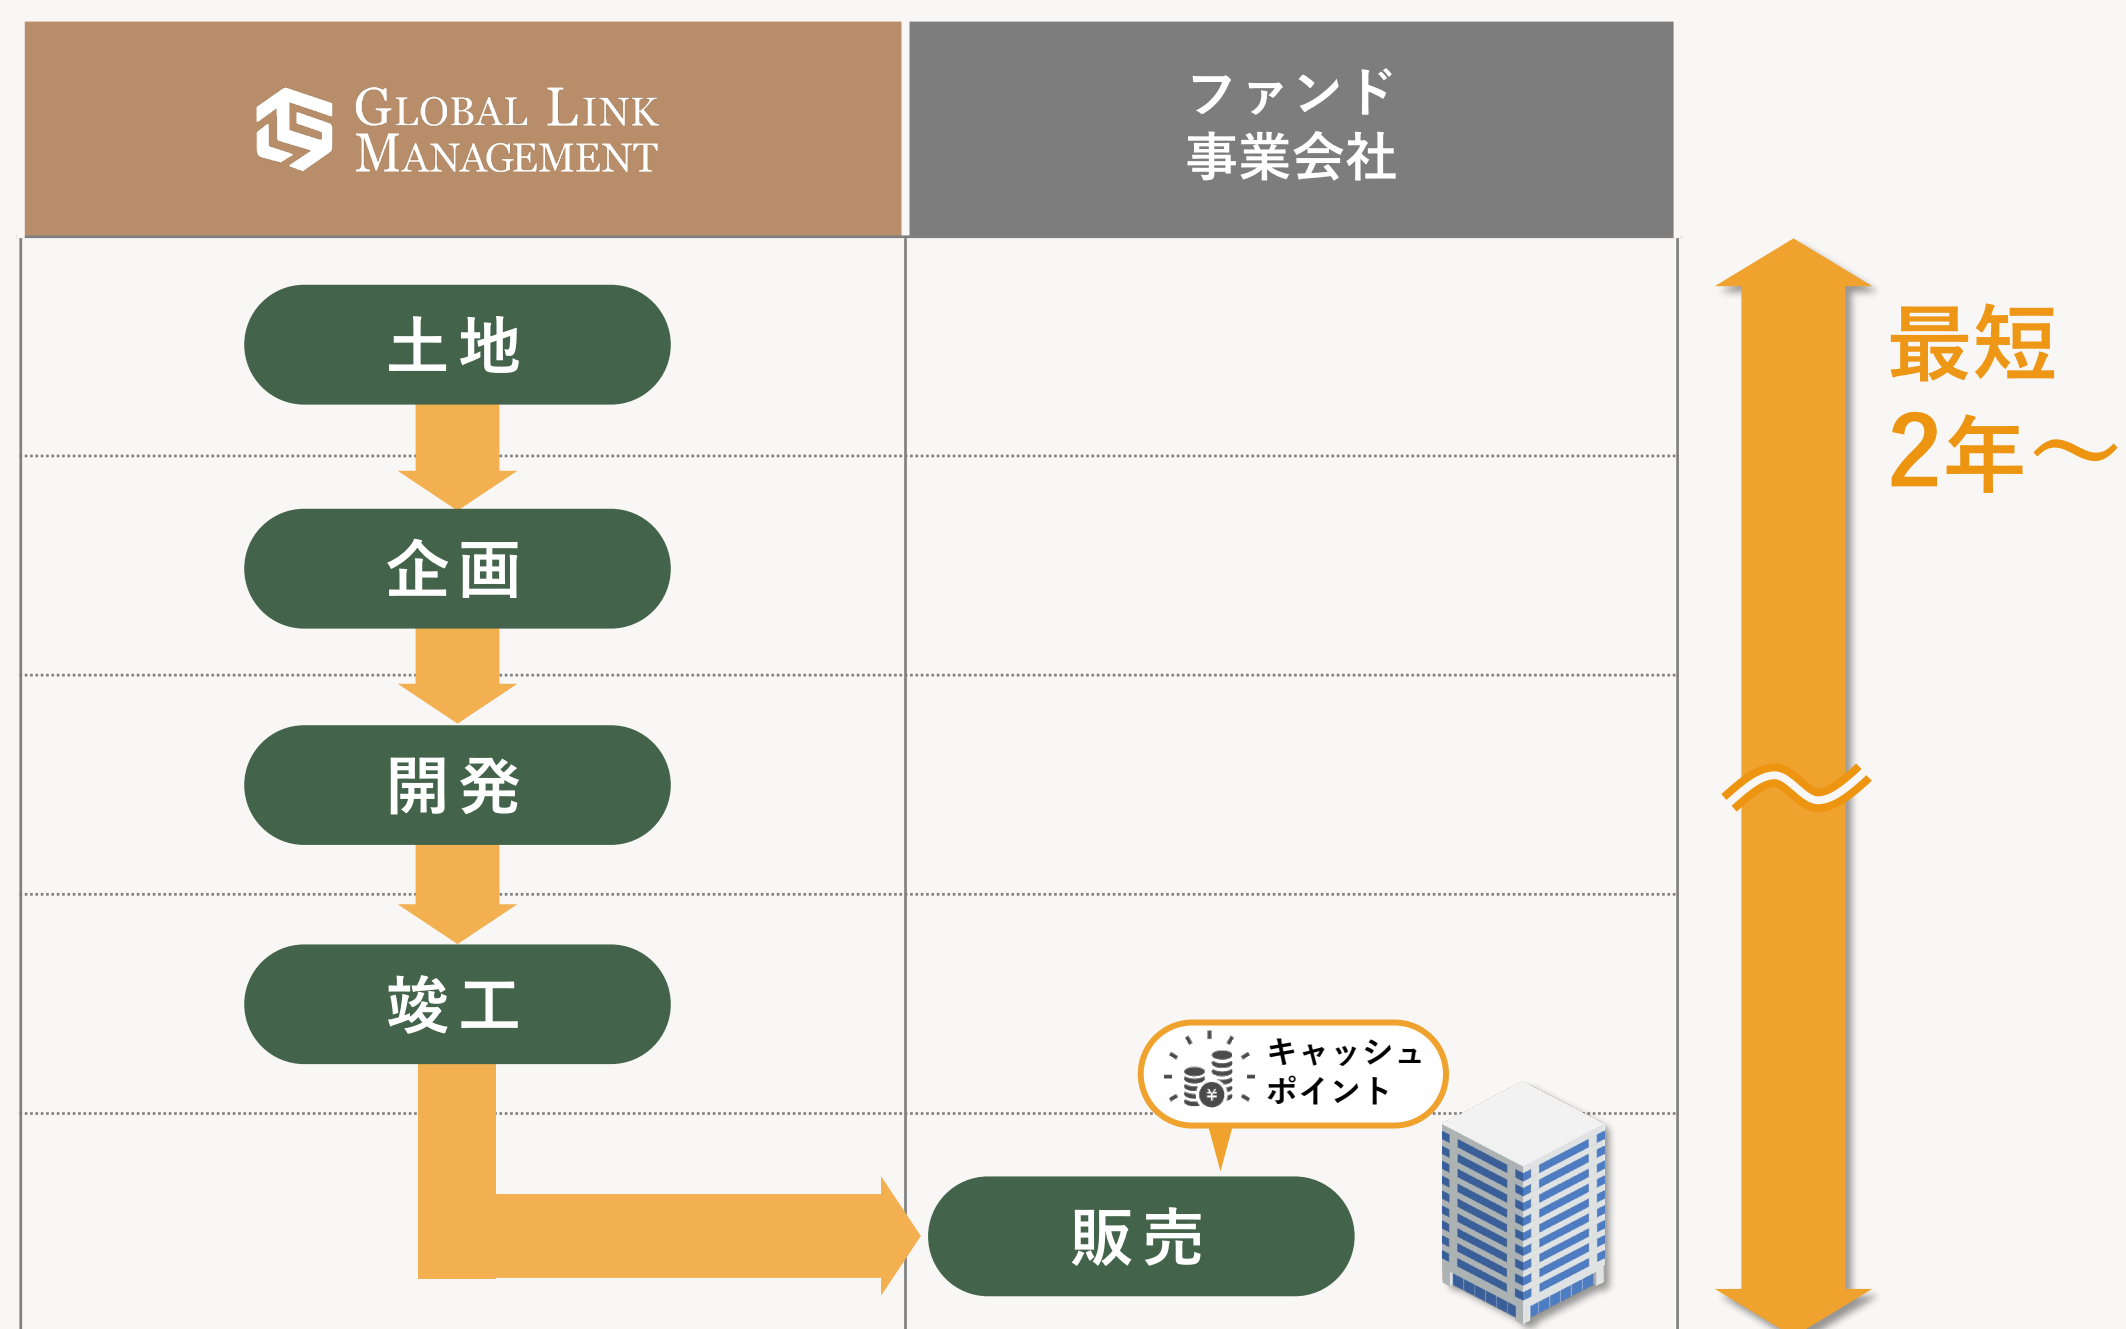 GLOBAL LINK
MANAGEMENT
ファンド
事業会社
土地
最短
2年～
企画
開発
竣工
キャッシュ
ポイント
¥
販売